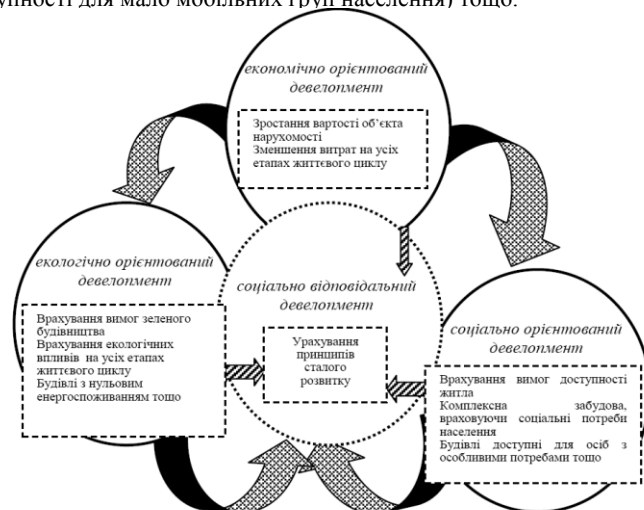 упності для мало мобільних груп населення) тощо.
економічно орієнтований
девелопмент
Зростання вартості об’єкта
нарухомості
Зменшення витрат на усіх
етапах життєвого циклу
екологічно орієнтований
девелопмент
Врахування вимог зеленого
будівництва
Врахування екологічних
впливів на усіх етапах
життєвого циклу
Будівлі з нульовим
енергоспоживанням тощо
соціально відповідальний
девелопмент
Урахування
принципів
сталого
розвитку
соціально орієнтований
девелопмент
Врахування вимог доступності
житла
Комплексна забудова,
враховуючи соціальні потреби
населення
Будівлі доступні для осіб з
особливими потребами тощо